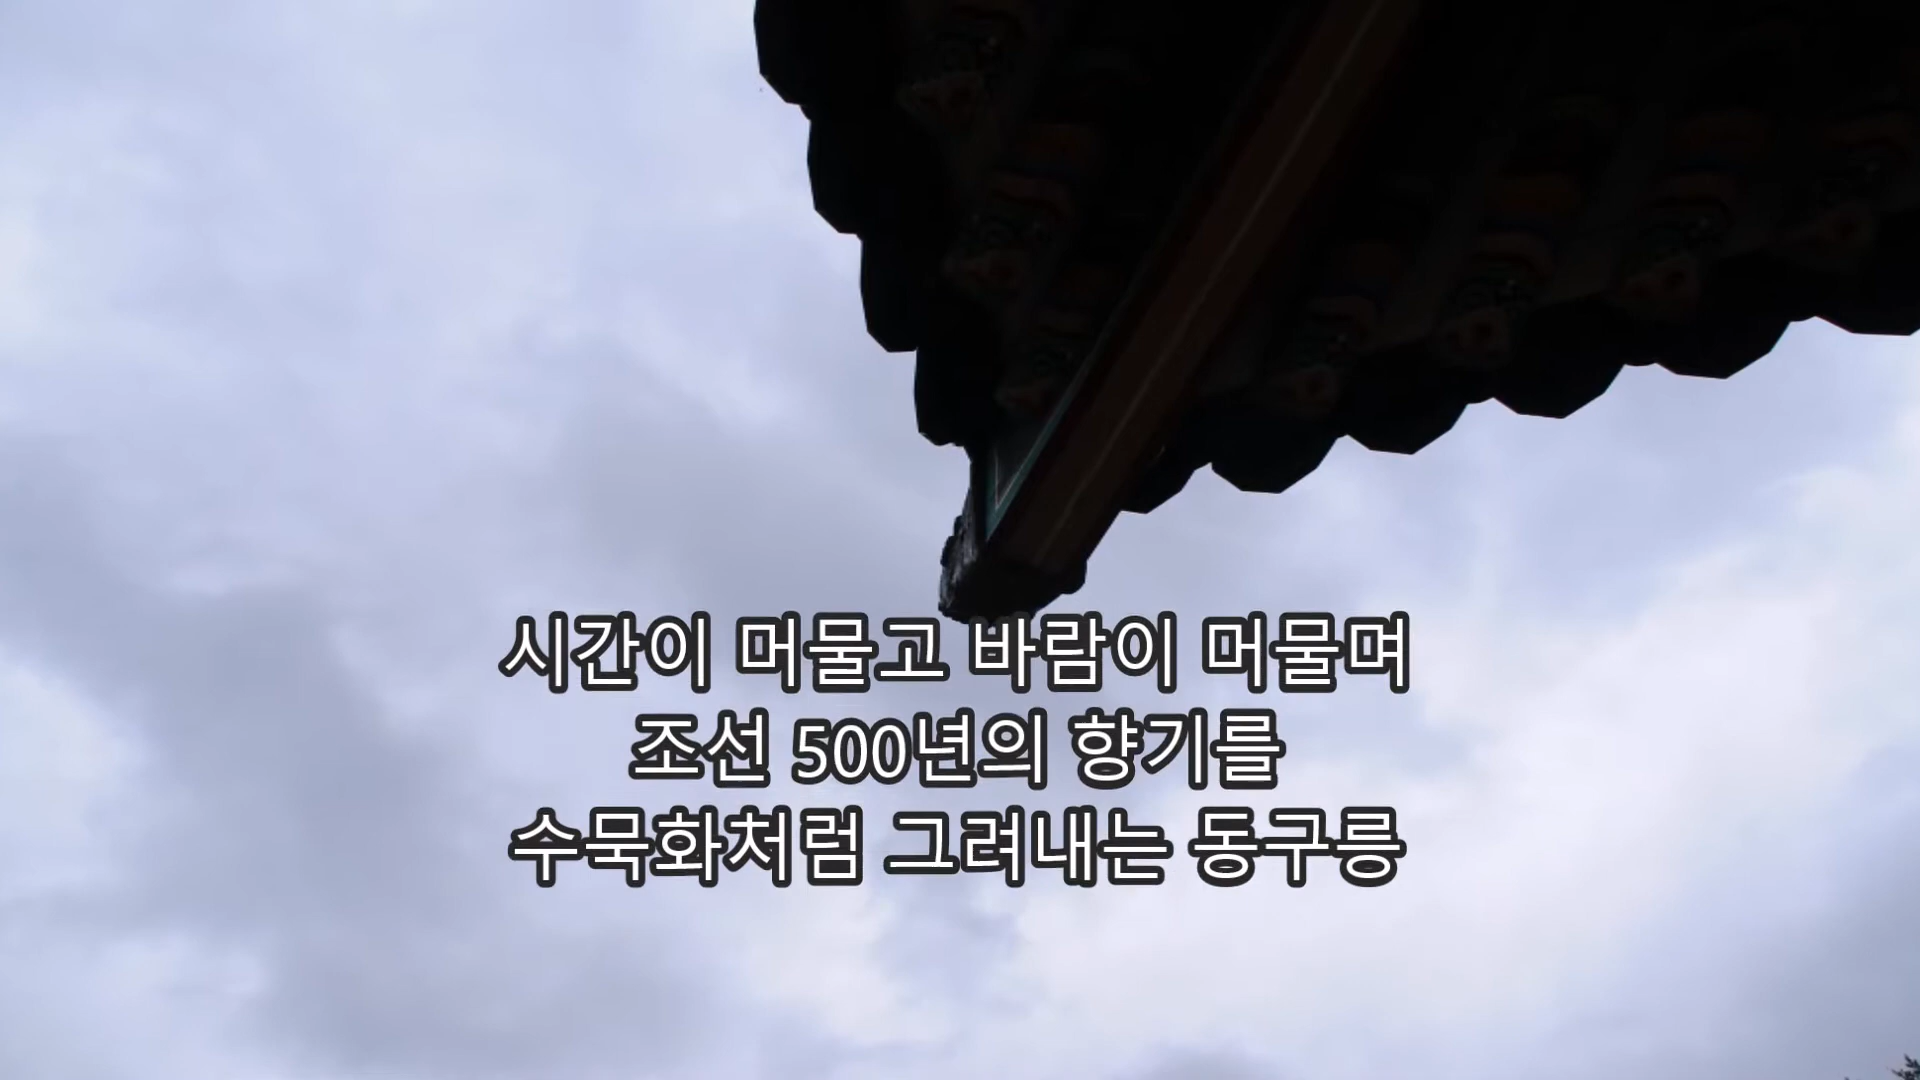 시간이 머물고 바람이 머물며
조선 500년의 향기를
수묵화처럼 그려내는 동구릉